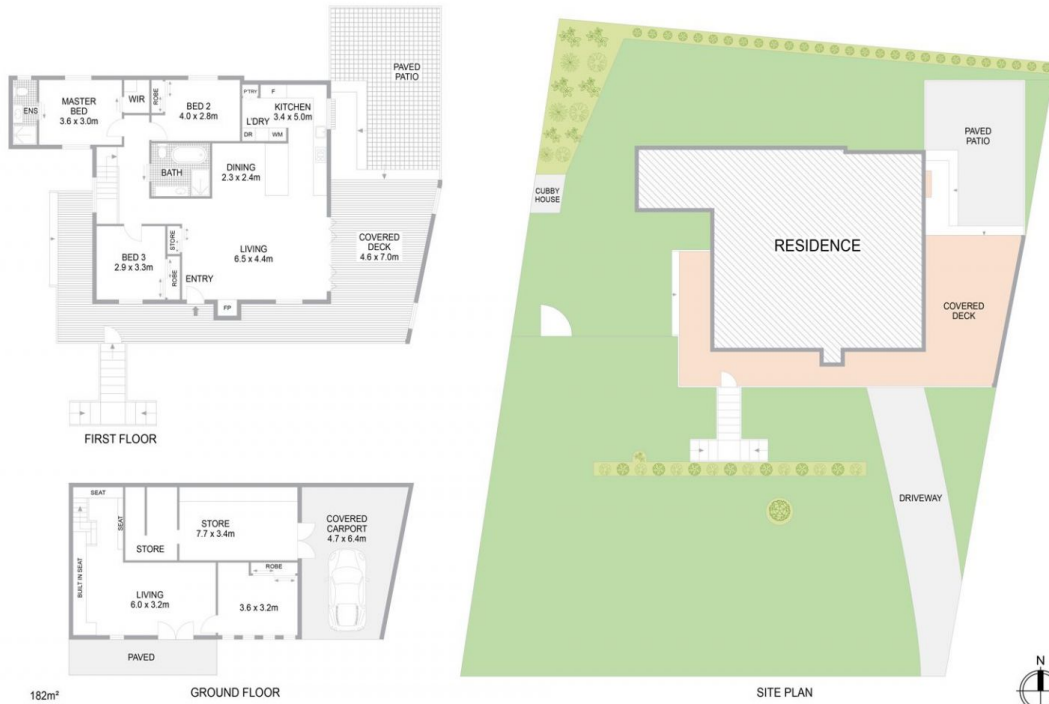 PAVED
PATIO
ENS
MASTER
BED
3.6 x 3.0m
WIR
ROBE
BED 2
4.0 x 2.8m
P'TRY
F
L'DRY
KITCHEN
3.4 x 5.0m
DR
WM
BATH
DINING
2.3 x 2.4m
BED 3
2.9 x 3.3m
STORE
ROBE
LIVING
6.5 x 4.4m
ENTRY
FP
COVERED
DECK
4.6 x 7.0m
FIRST FLOOR
SEAT
SEAT
BUILT IN SEAT
STORE
STORE
7.7 x 3.4m
LIVING
6.0 x 3.2m
ROBE
3.6 x 3.2m
COVERED
CARPORT
4.7 x 6.4m
PAVED
182m²
GROUND FLOOR
CUBBY
HOUSE
RESIDENCE
PAVED
PATIO
COVERED
DECK
DRIVEWAY
SITE PLAN
N